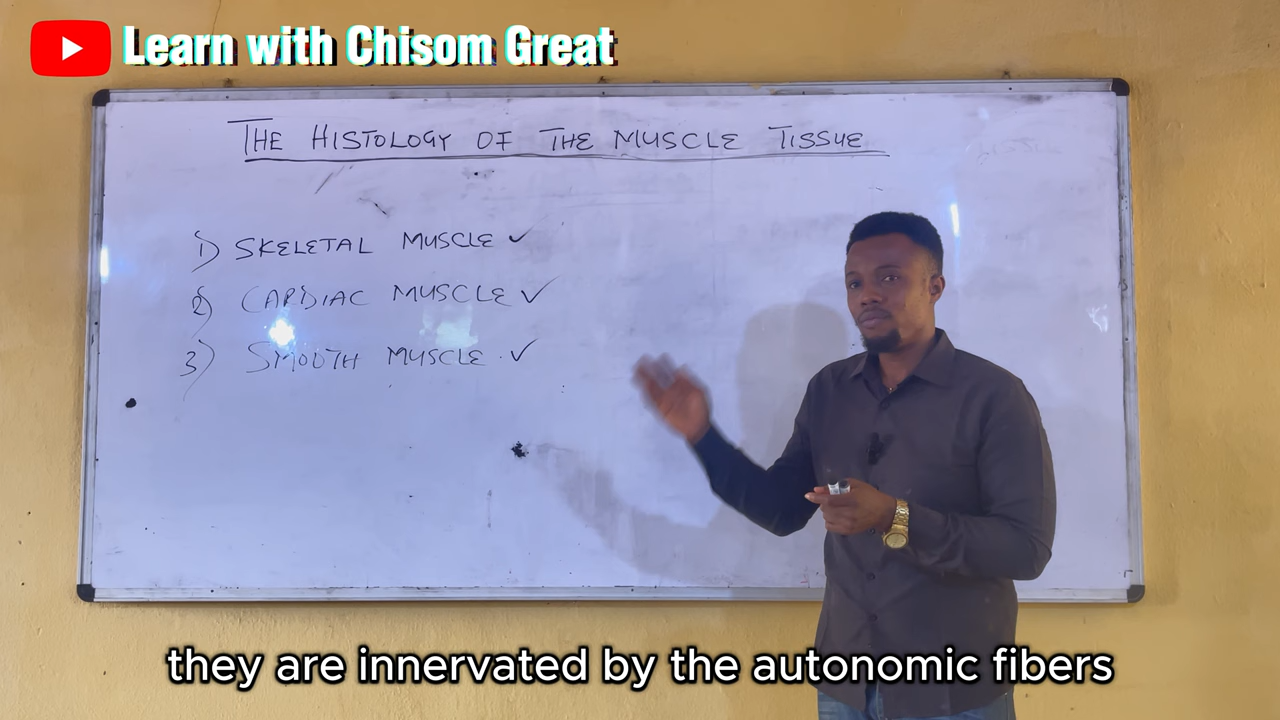 Learn with Chisom Great
THE HISTOLOGY OF THE MUSCLE TISSUE
1) SKELETAL MUSCLE ✓
2) CARDIAC MUSCLE ✓
3) SMOOTH MUSCLE. ✓
they are innervated by the autonomic fibers